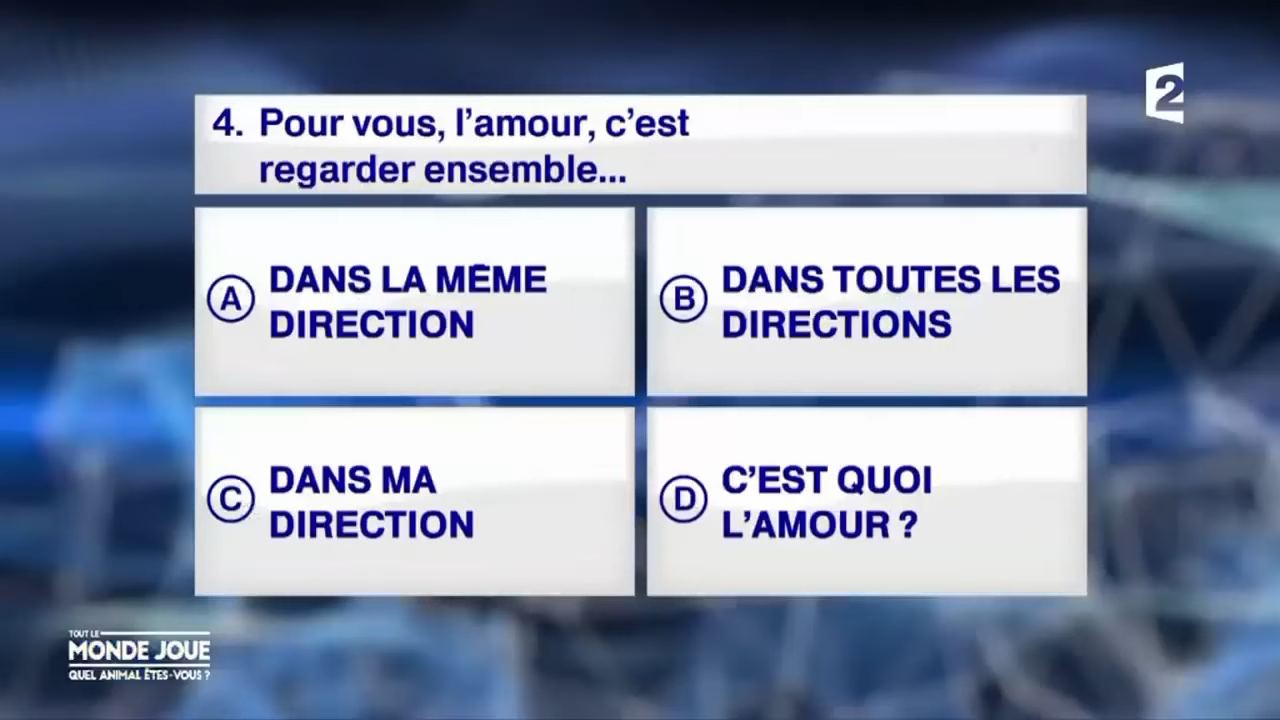 2
4. Pour vous, l’amour, c’est
regarder ensemble...
A DANS LA MÊME
DIRECTION
B DANS TOUTES LES
DIRECTIONS
C DANS MA
DIRECTION
D C’EST QUOI
L’AMOUR ?
TOUT LE
MONDE JOUE
QUEL ANIMAL ÊTES-VOUS ?